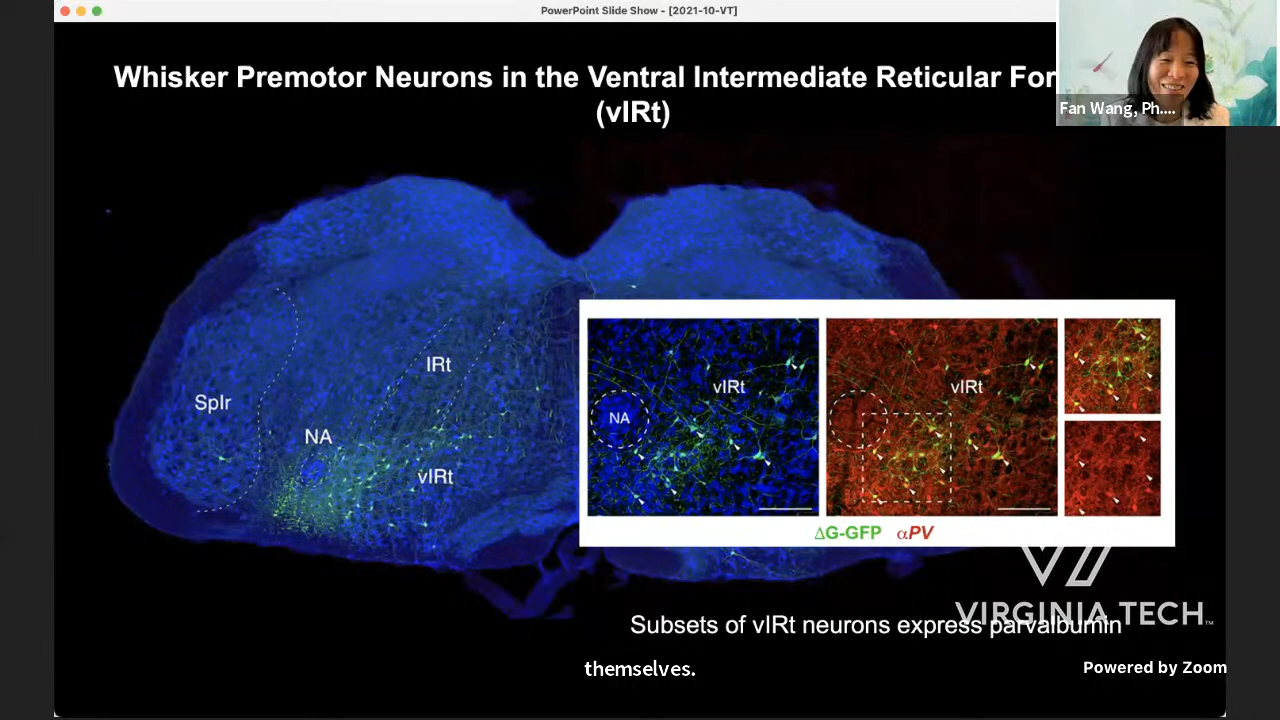 PowerPoint Slide Show - [2021-10-VT]
Whisker Premotor Neurons in the Ventral Intermediate Reticular For
(vIRt)
Fan Wang, Ph....
IRt
SpIr
NA
vIRt
vIRt
NA
vIRt
ΔG-GFP αPV
VIRGINIA TECH™
Subsets of vIRt neurons express parvalbumin
themselves.
Powered by Zoom